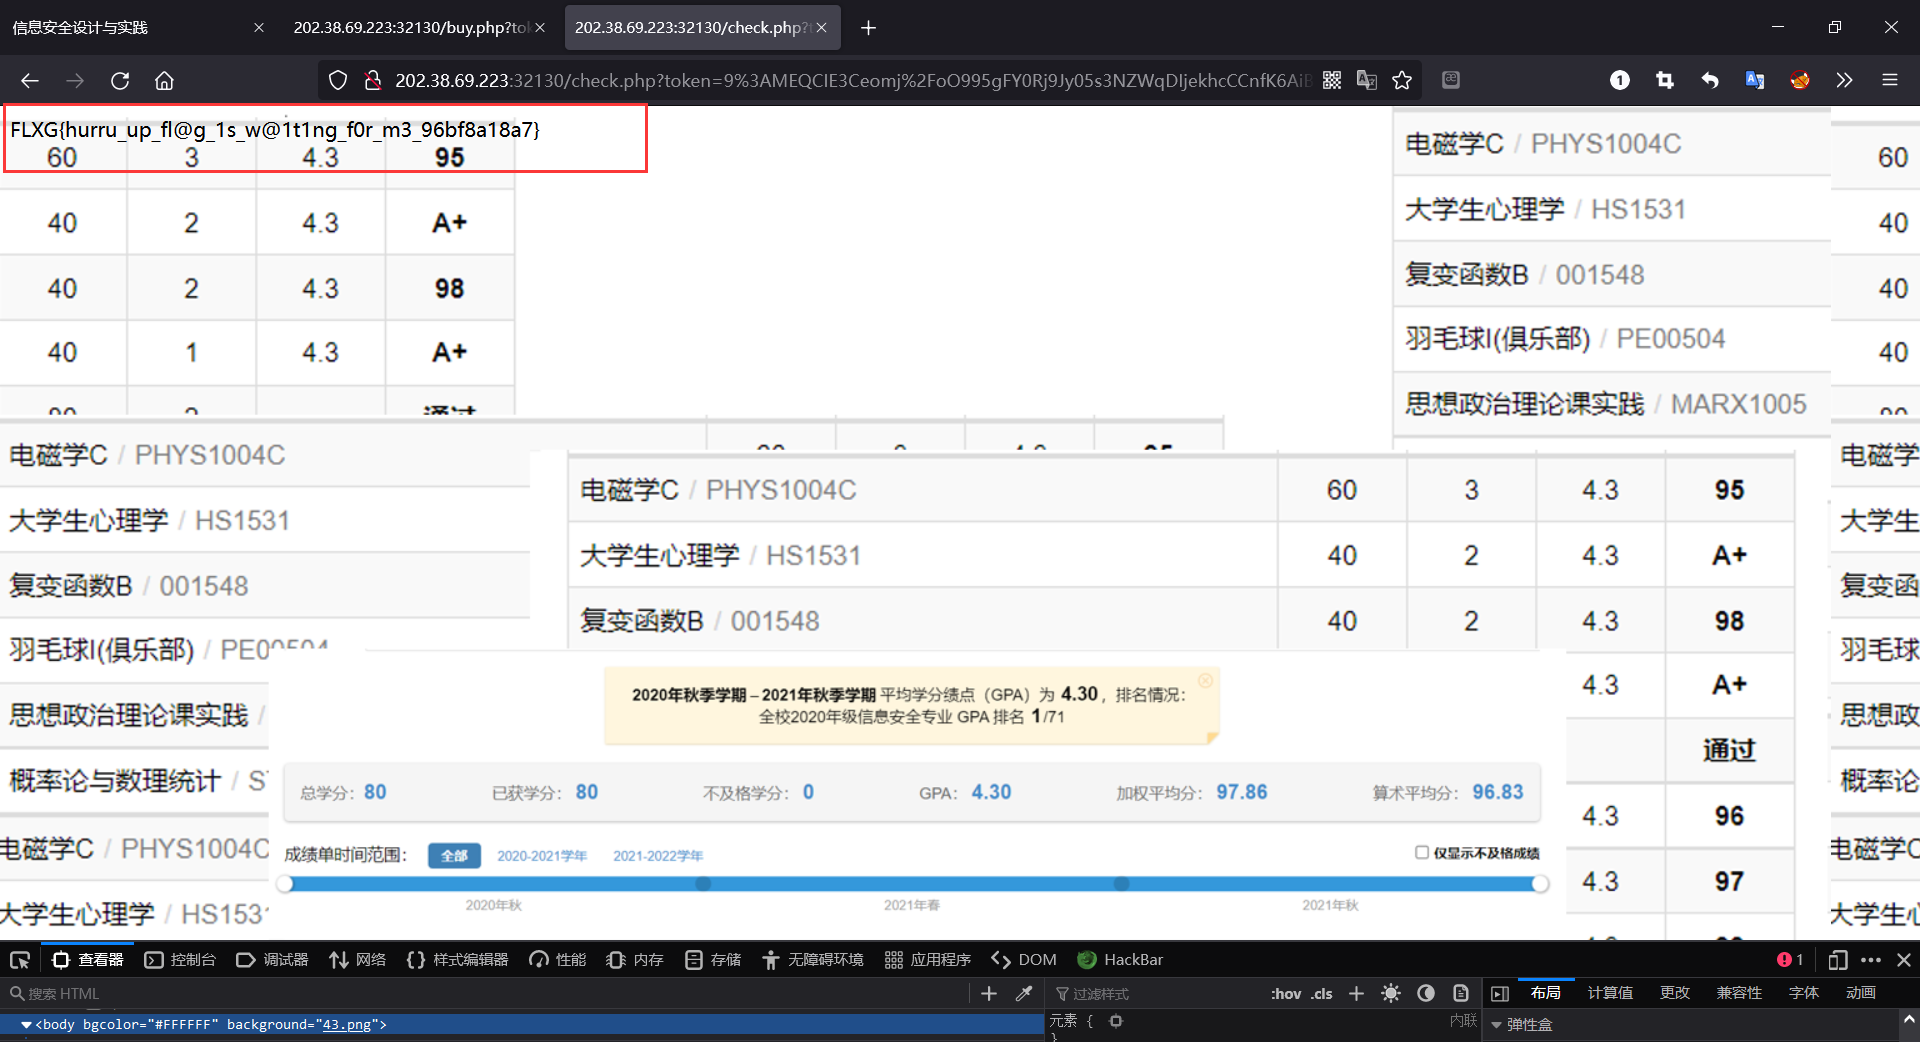 信息安全设计与实践
202.38.69.223:32130/buy.php?tok
202.38.69.223:32130/check.php?t
202.38.69.223:32130/check.php?token=9%3AMEQCIE3Ceomj%2FoO995gFY0Rj9Jy05s3NZWqDljekhcCCnfK6AiB
FLXG{hurru_up_fl@g_1s_w@1t1ng_f0r_m3_96bf8a18a7}
60 3 4.3 95
40 2 4.3 A+
40 2 4.3 98
40 1 4.3 A+
电磁学C / PHYS1004C 60
大学生心理学 / HS1531 40
复变函数B / 001548 40
羽毛球I(俱乐部) / PE00504 40
思想政治理论课实践 / MARX1005
电磁学C / PHYS1004C
大学生心理学 / HS1531
复变函数B / 001548
羽毛球I(俱乐部) / PE00504
思想政治理论课实践 /
概率论与数理统计 / S
电磁学C / PHYS1004C
大学生心理学 / HS1531
电磁学C / PHYS1004C 60 3 4.3 95
大学生心理学 / HS1531 40 2 4.3 A+
复变函数B / 001548 40 2 4.3 98
4.3 A+
通过
4.3 96
4.3 97
电磁学
大学生
复变函
羽毛球
思想政
概率论
电磁学C
大学生心
2020年秋季学期 – 2021年秋季学期 平均学分绩点（GPA）为 4.30，排名情况：
全校2020年级信息安全专业 GPA 排名 1/71
总学分： 80 已获学分： 80 不及格学分： 0 GPA： 4.30 加权平均分： 97.86 算术平均分： 96.83
成绩单时间范围： 全部 2020-2021学年 2021-2022学年 仅显示不及格成绩
2020年秋 2021年春 2021年秋
查看器 控制台 调试器 网络 样式编辑器 性能 内存 存储 无障碍环境 应用程序 DOM HackBar 1
搜索 HTML
过滤样式 :hov .cls
布局 计算值 更改 兼容性 字体 动画
<body bgcolor="#FFFFFF" background="43.png">
元素 { 内联
}
弹性盒